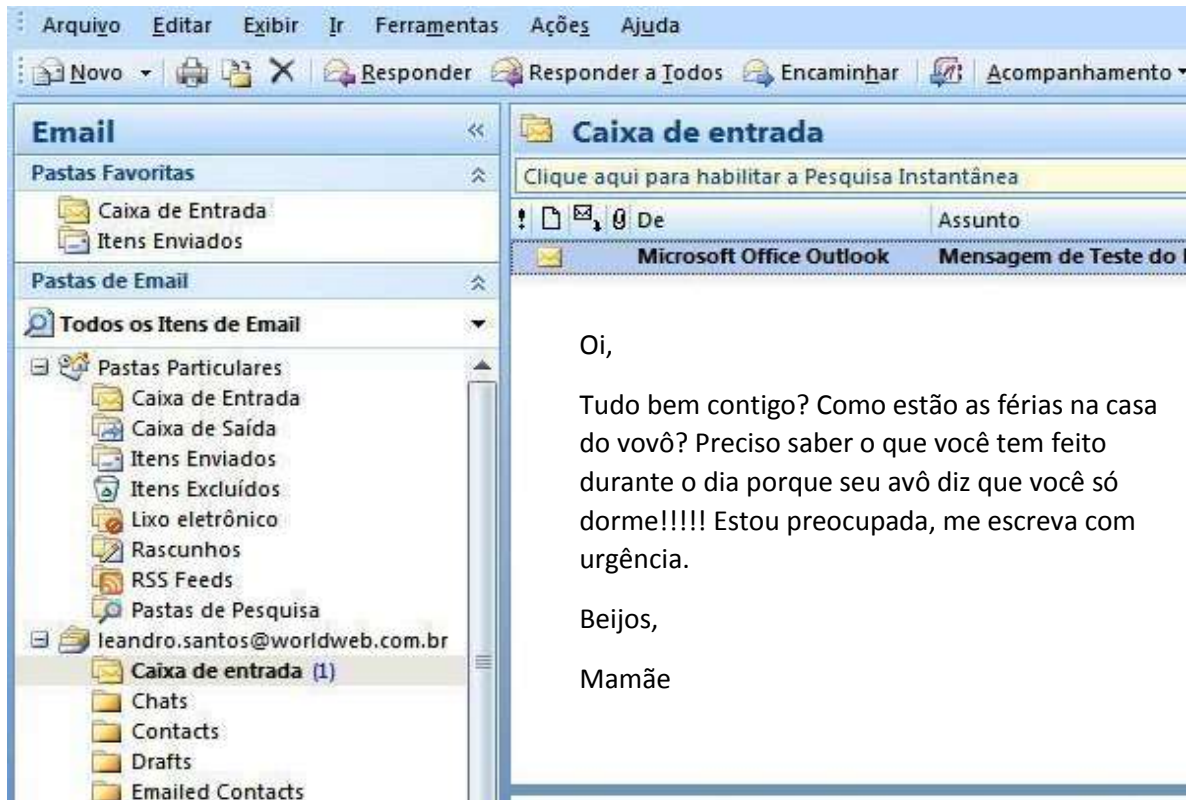 Arquivo Editar Exibir Ir Ferramentas Ações Ajuda
Novo Responder Responder a Todos Encaminhar Acompanhamento
Email
Pastas Favoritas
Caixa de Entrada
Itens Enviados
Pastas de Email
Todos os Itens de Email
Pastas Particulares
Caixa de Entrada
Caixa de Saída
Itens Enviados
Itens Excluídos
Lixo eletrônico
Rascunhos
RSS Feeds
Pastas de Pesquisa
leandro.santos@worldweb.com.br
Caixa de entrada (1)
Chats
Contacts
Drafts
Emailed Contacts
Caixa de entrada
Clique aqui para habilitar a Pesquisa Instantânea
De Assunto
Microsoft Office Outlook Mensagem de Teste do
Oi,
Tudo bem contigo? Como estão as férias na casa
do vovô? Preciso saber o que você tem feito
durante o dia porque seu avô diz que você só
dorme!!!!! Estou preocupada, me escreva com
urgência.
Beijos,
Mamãe